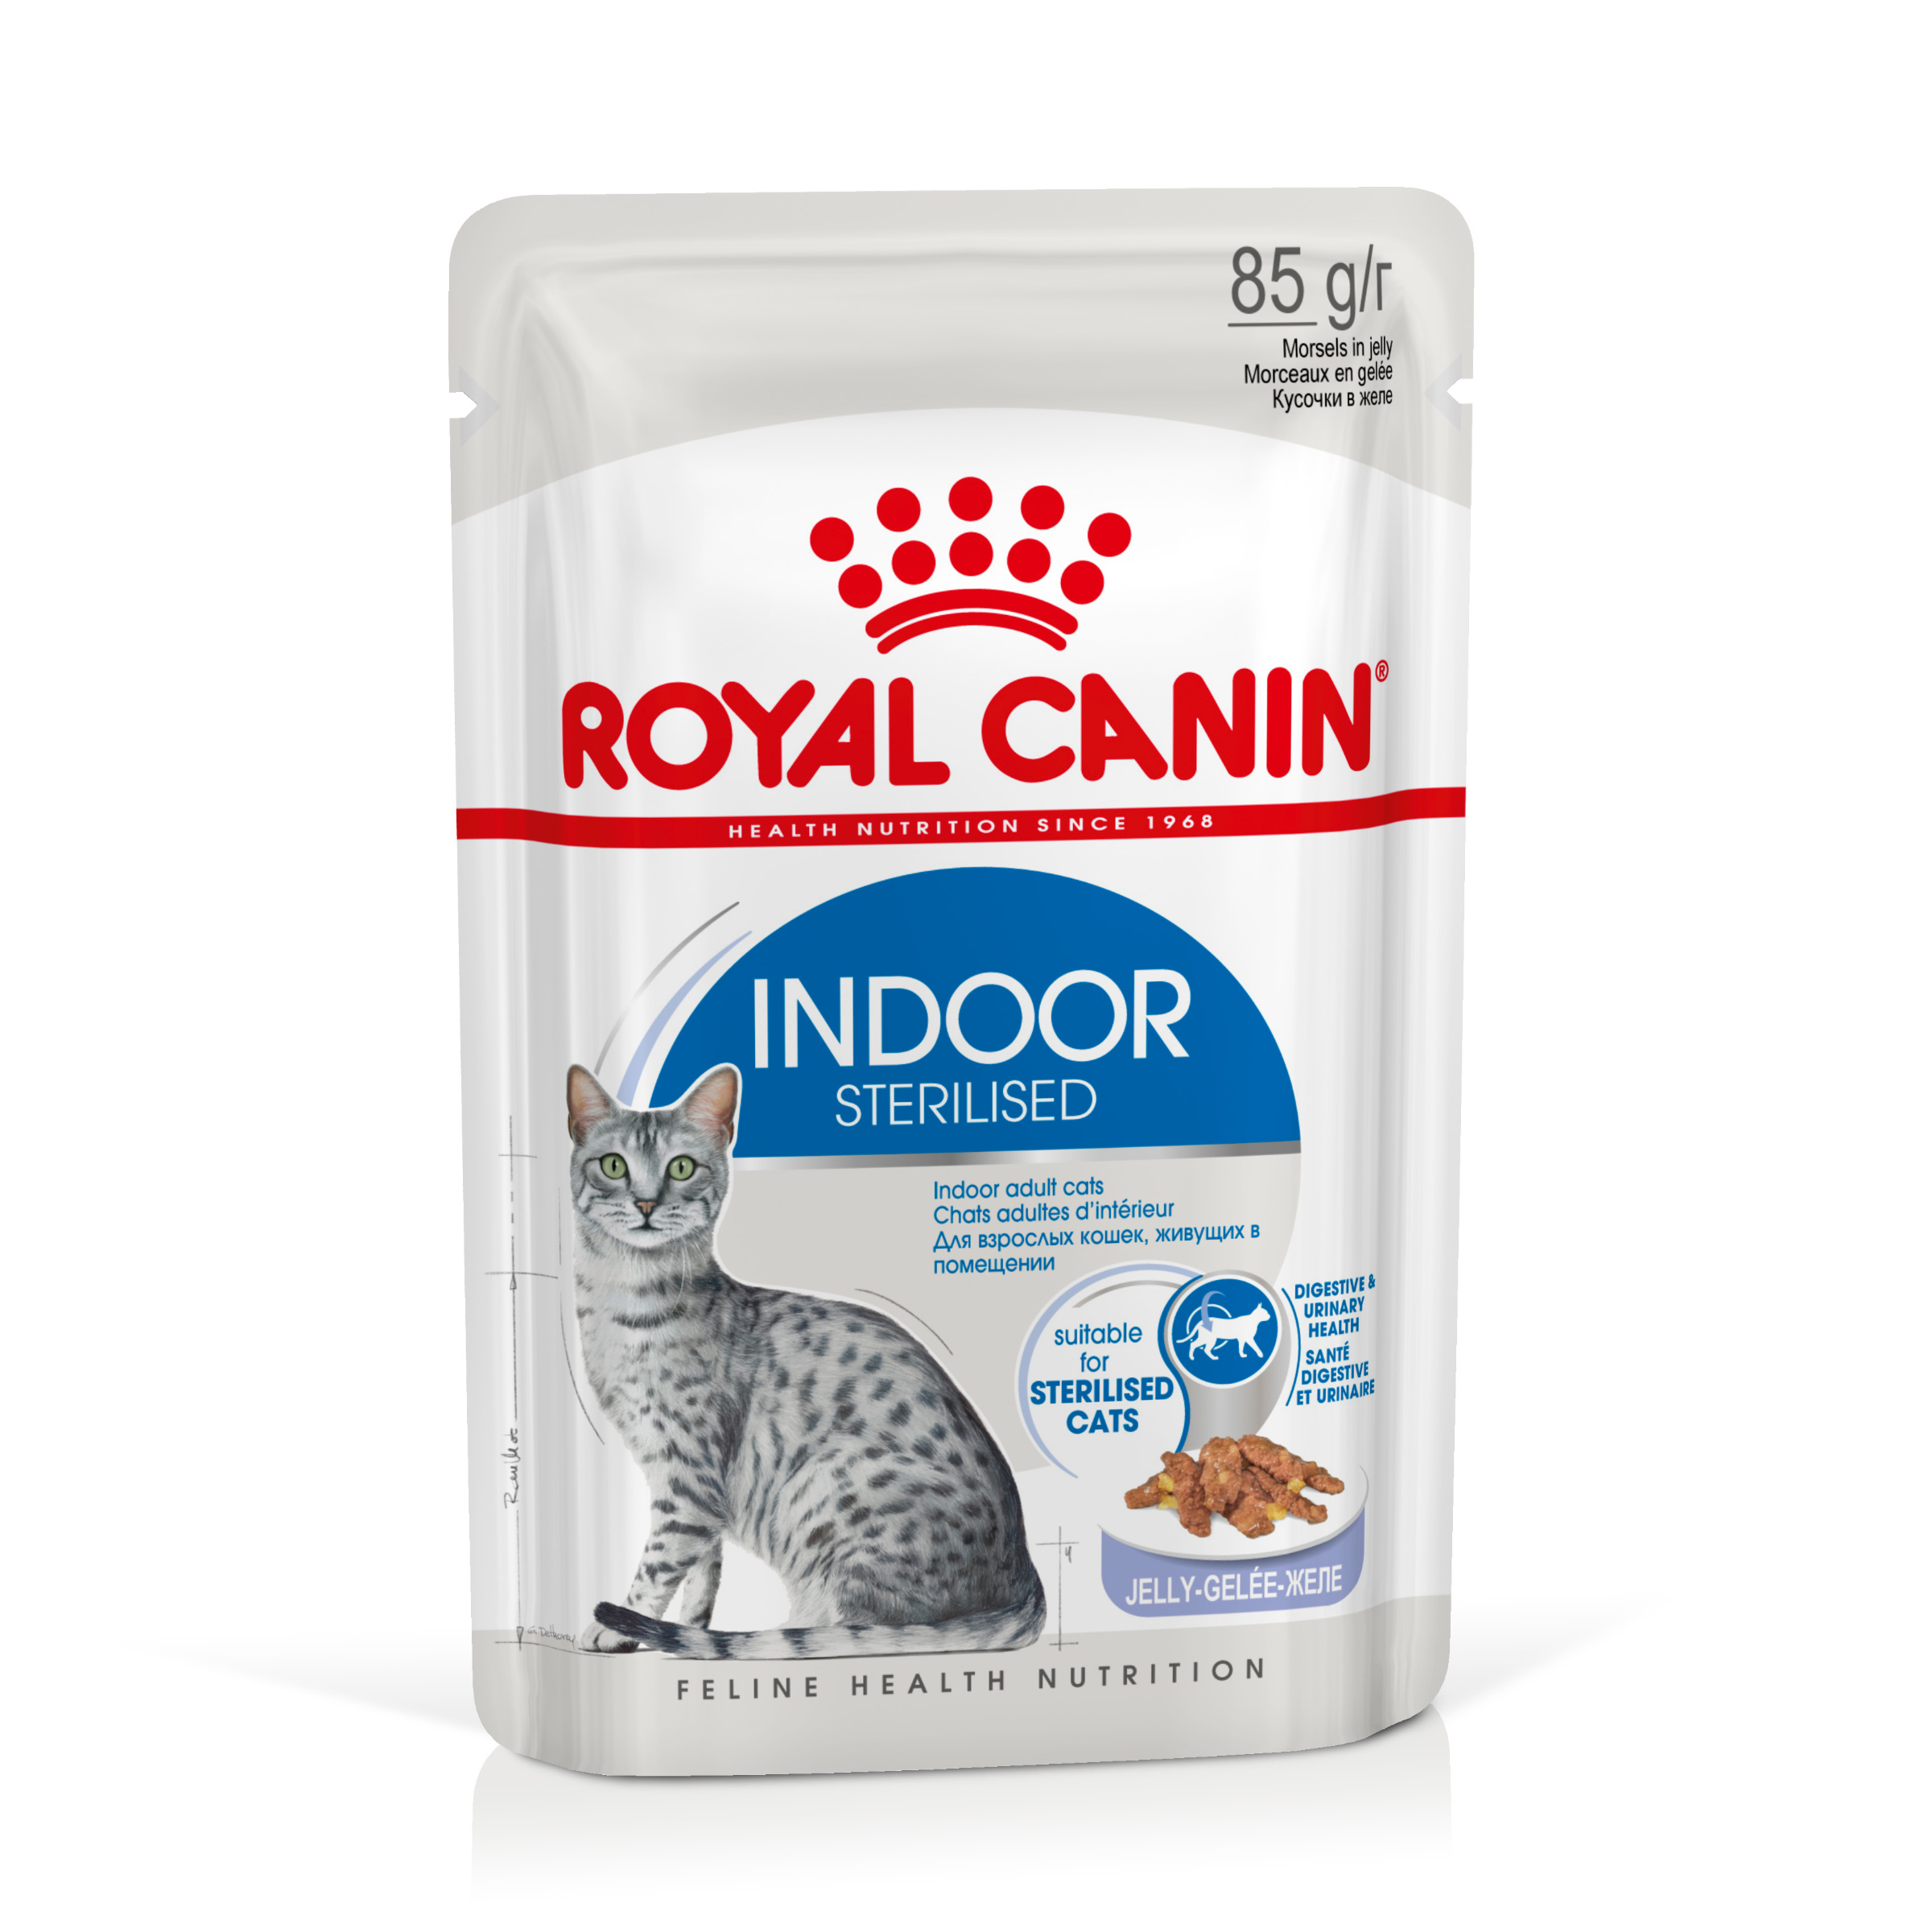 85 g/г
Morsels in jelly
Morceaux en gelée
Кусочки в желе
ROYAL CANIN®
HEALTH NUTRITION SINCE 1968
INDOOR
STERILISED
Indoor adult cats
Chats adultes d'intérieur
Для взрослых кошек, живущих в
помещении
suitable
for
STERILISED
CATS
DIGESTIVE &
URINARY
HEALTH
SANTÉ
DIGESTIVE
ET URINAIRE
JELLY-GELÉE-ЖЕЛЕ
FELINE HEALTH NUTRITION